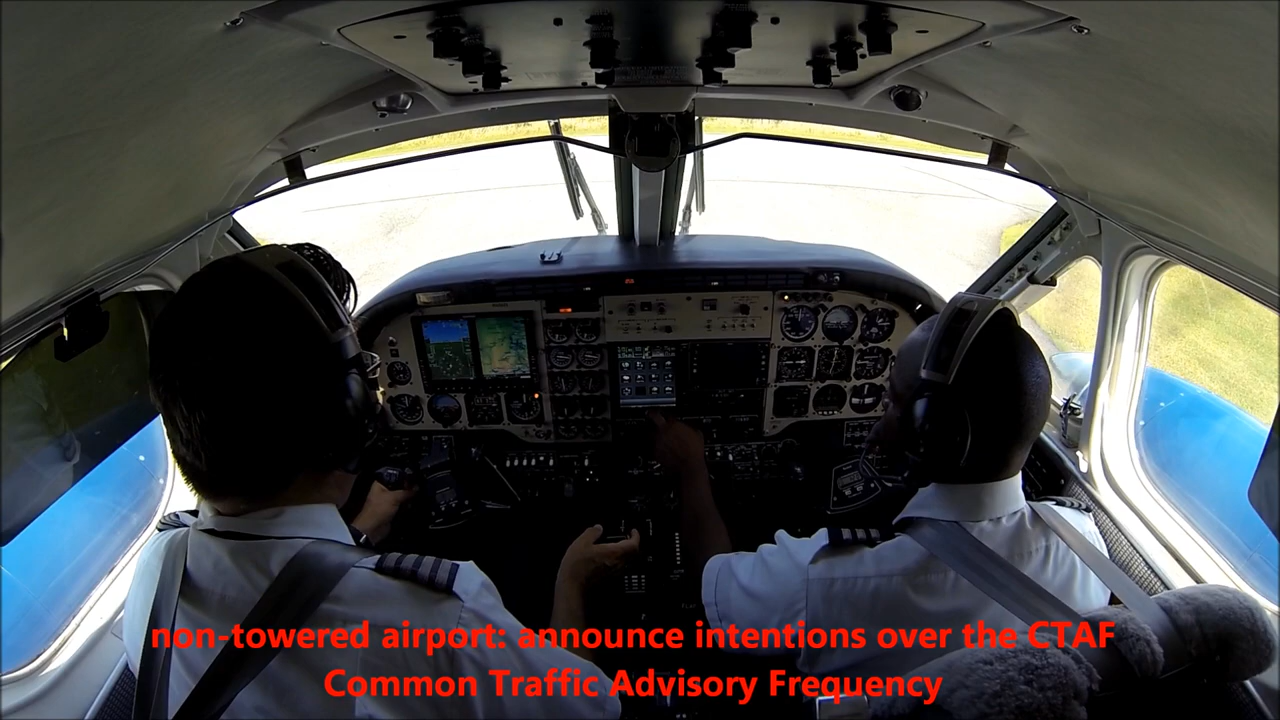 non-towered airport: announce intentions over the CTAF
Common Traffic Advisory Frequency